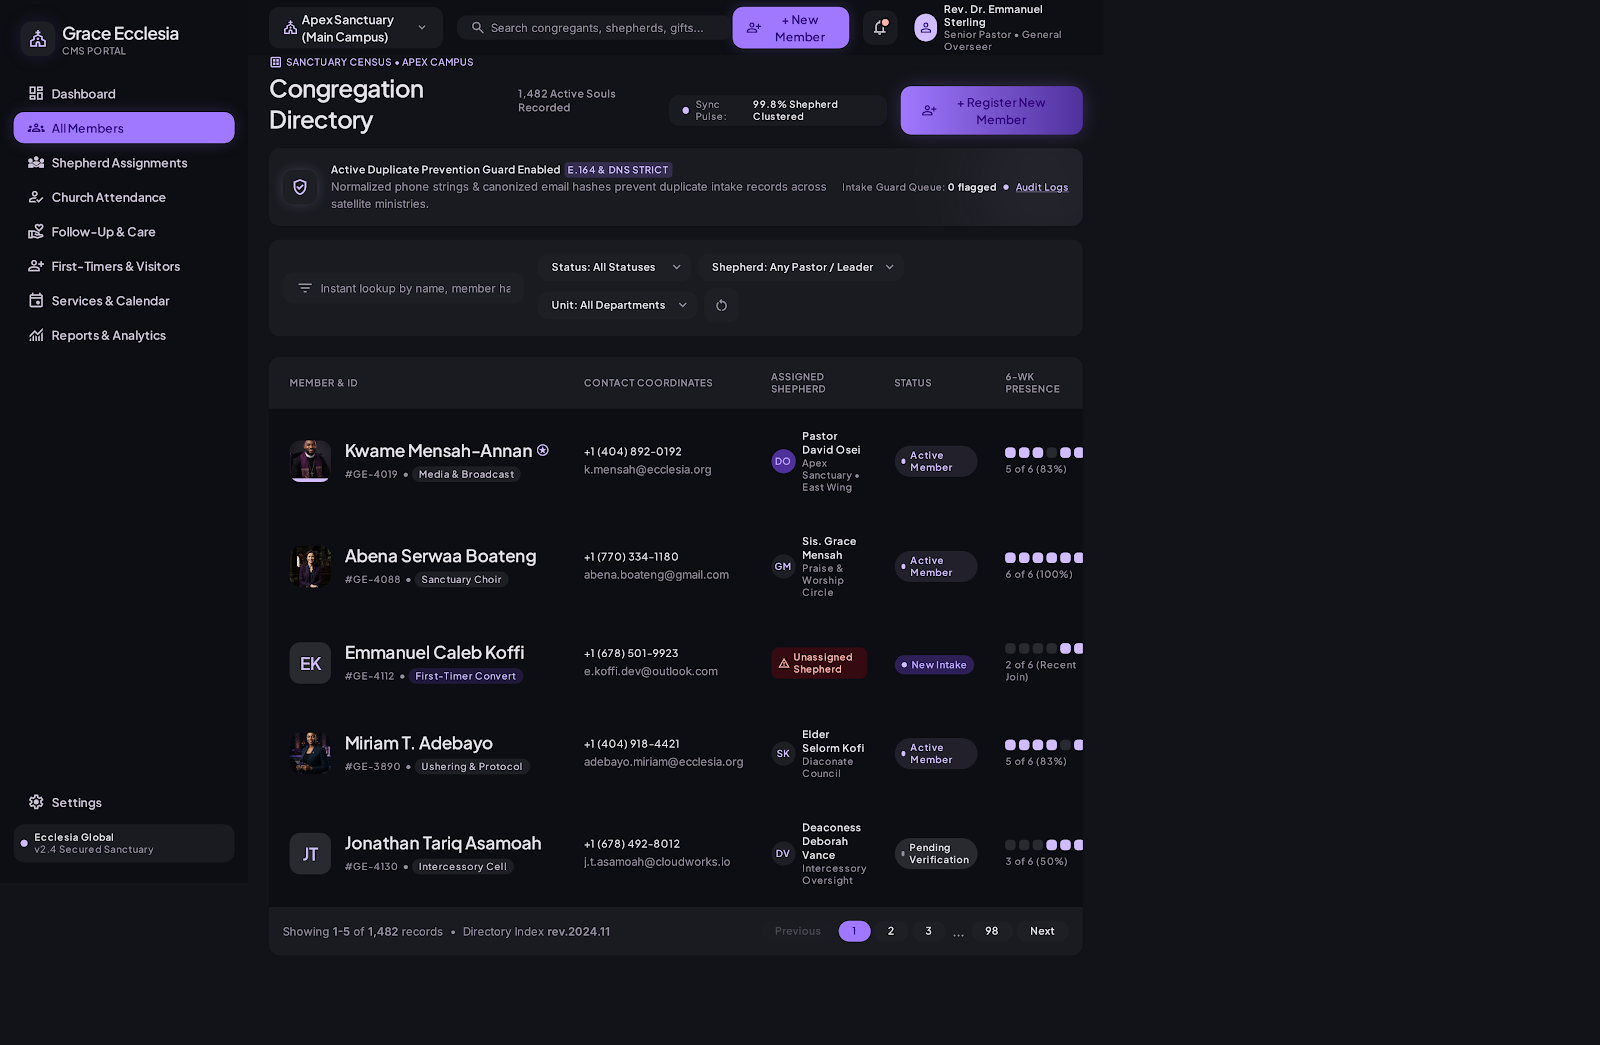 Grace Ecclesia
CMS PORTAL
Dashboard
All Members
Shepherd Assignments
Church Attendance
Follow-Up & Care
First-Timers & Visitors
Services & Calendar
Reports & Analytics
Settings
Ecclesia Global
v2.4 Secured Sanctuary
Apex Sanctuary
(Main Campus)
Search congregants, shepherds, gifts...
+ New
Member
Rev. Dr. Emmanuel
Sterling
Senior Pastor • General
Overseer
SANCTUARY CENSUS • APEX CAMPUS
Congregation
Directory
1,482 Active Souls
Recorded
Sync
Pulse:
99.8% Shepherd
Clustered
+ Register New
Member
Active Duplicate Prevention Guard Enabled E.164 & DNS STRICT
Normalized phone strings & canonized email hashes prevent duplicate intake records across
satellite ministries.
Intake Guard Queue: 0 flagged • Audit Logs
Instant lookup by name, member ha
Status: All Statuses
Shepherd: Any Pastor / Leader
Unit: All Departments
MEMBER & ID
CONTACT COORDINATES
ASSIGNED
SHEPHERD
STATUS
6-WK
PRESENCE
Kwame Mensah-Annan
#GE-4019 • Media & Broadcast
+1 (404) 892-0192
k.mensah@ecclesia.org
DO
Pastor
David Osei
Apex
Sanctuary •
East Wing
Active
Member
5 of 6 (83%)
Abena Serwaa Boateng
#GE-4088 • Sanctuary Choir
+1 (770) 334-1180
abena.boateng@gmail.com
GM
Sis. Grace
Mensah
Praise &
Worship
Circle
Active
Member
6 of 6 (100%)
EK
Emmanuel Caleb Koffi
#GE-4112 • First-Timer Convert
+1 (678) 501-9923
e.koffi.dev@outlook.com
Unassigned
Shepherd
New Intake
2 of 6 (Recent
Join)
Miriam T. Adebayo
#GE-3890 • Ushering & Protocol
+1 (404) 918-4421
adebayo.miriam@ecclesia.org
SK
Elder
Selorm Kofi
Diaconate
Council
Active
Member
5 of 6 (83%)
JT
Jonathan Tariq Asamoah
#GE-4130 • Intercessory Cell
+1 (678) 492-8012
j.t.asamoah@cloudworks.io
DV
Deaconess
Deborah
Vance
Intercessory
Oversight
Pending
Verification
3 of 6 (50%)
Showing 1-5 of 1,482 records • Directory Index rev.2024.11
Previous 1 2 3 ... 98 Next